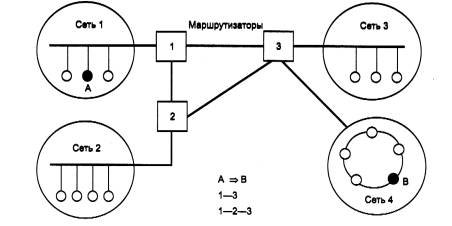 Сеть 1
Маршрутизаторы
Сеть 3
1
3
A
2
Сеть 2
A ⇒ B
1—3
1—2—3
B
Сеть 4